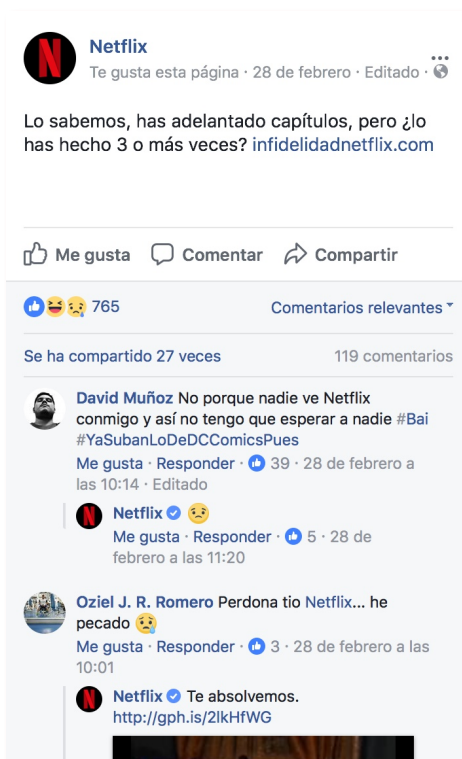 Netflix
Te gusta esta página · 28 de febrero · Editado ·
Lo sabemos, has adelantado capítulos, pero ¿lo
has hecho 3 o más veces? infidelidadnetflix.com
Me gusta Comentar Compartir
765 Comentarios relevantes
Se ha compartido 27 veces 119 comentarios
David Muñoz No porque nadie ve Netflix
conmigo y así no tengo que esperar a nadie #Bai
#YaSubanLoDeDCComicsPues
Me gusta · Responder · 39 · 28 de febrero a
las 10:14 · Editado
Netflix
Me gusta · Responder · 5 · 28 de
febrero a las 11:20
Oziel J. R. Romero Perdona tio Netflix... he
pecado
Me gusta · Responder · 3 · 28 de febrero a las
10:01
Netflix Te absolvemos.
http://gph.is/2lkHfWG